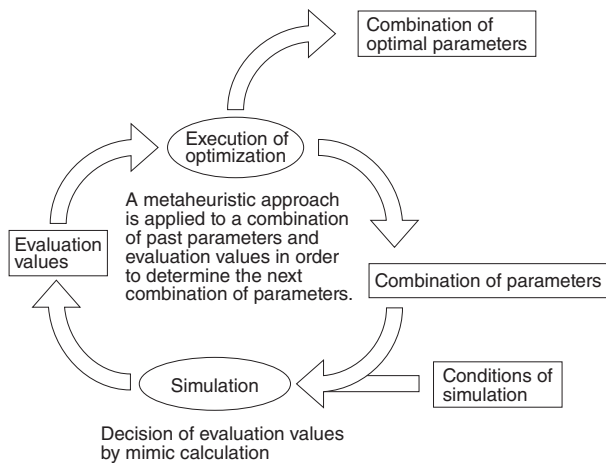 Combination of
optimal parameters
Execution of
optimization
A metaheuristic approach
is applied to a combination
of past parameters and
evaluation values in order
to determine the next
combination of parameters.
Evaluation
values
Combination of parameters
Simulation
Conditions of
simulation
Decision of evaluation values
by mimic calculation